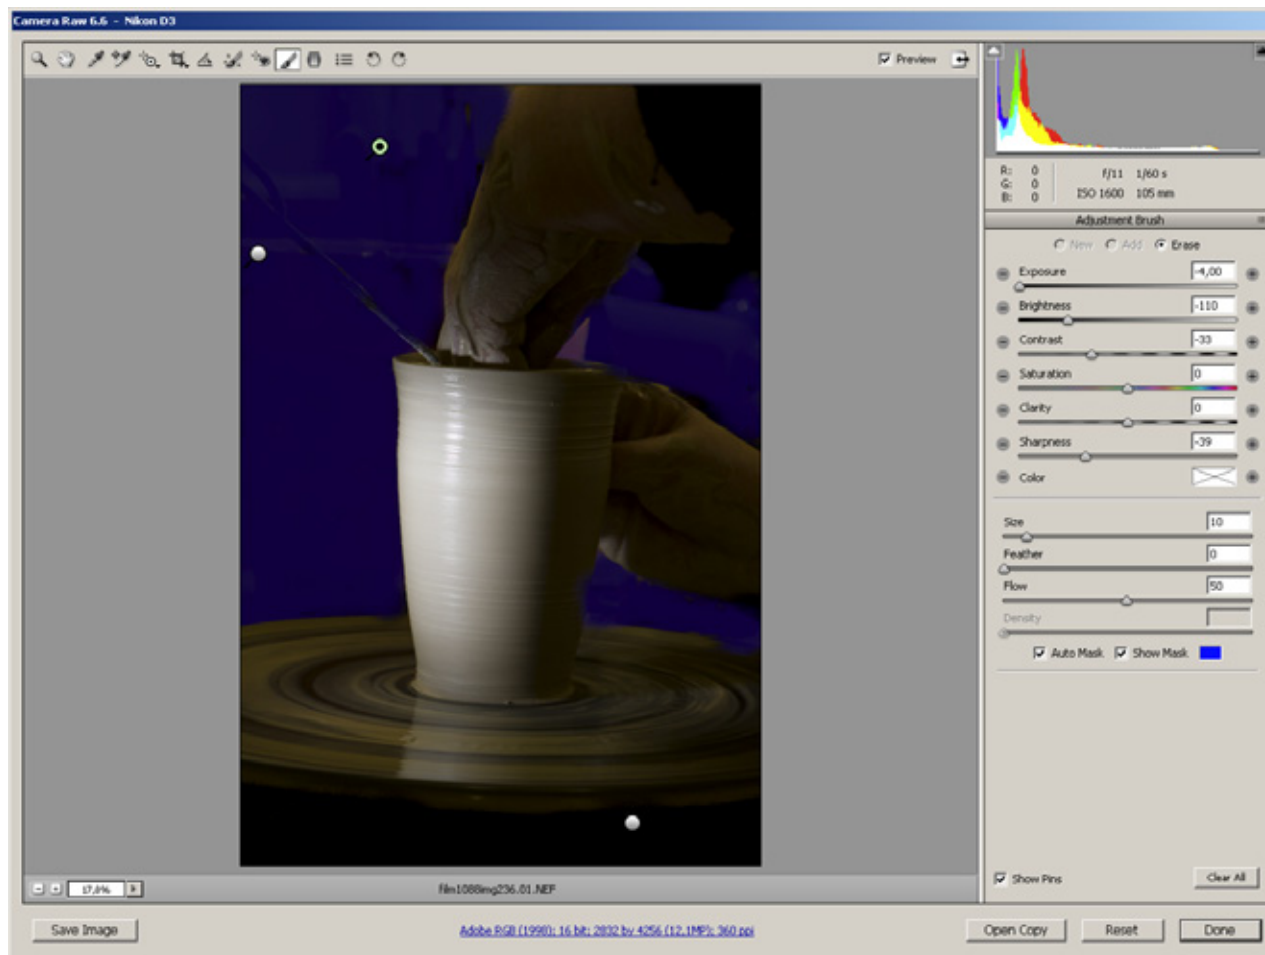 Camera Raw 6.6 - Nikon D3
Preview
R: 0
G: 0
B: 0
f/11 1/60 s
ISO 1600 105 mm
Adjustment Brush
New Add Erase
Exposure -4,00
Brightness -110
Contrast -33
Saturation 0
Clarity 0
Sharpness -39
Color
Size 10
Feather 0
Flow 50
Density
Auto Mask Show Mask
Show Pins Clear All
17,0% film1088img236.01.NEF
Save Image Adobe RGB (1998); 16 bit; 2832 by 4256 (12.1MP); 360 ppi Open Copy Reset Done